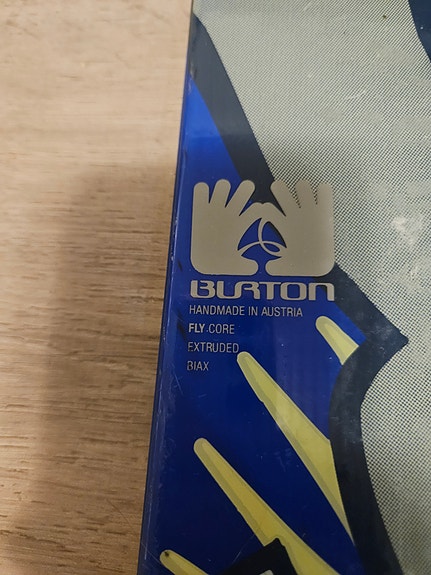 BURTON
HANDMADE IN AUSTRIA
FLY CORE
EXTRUDED
BIAX